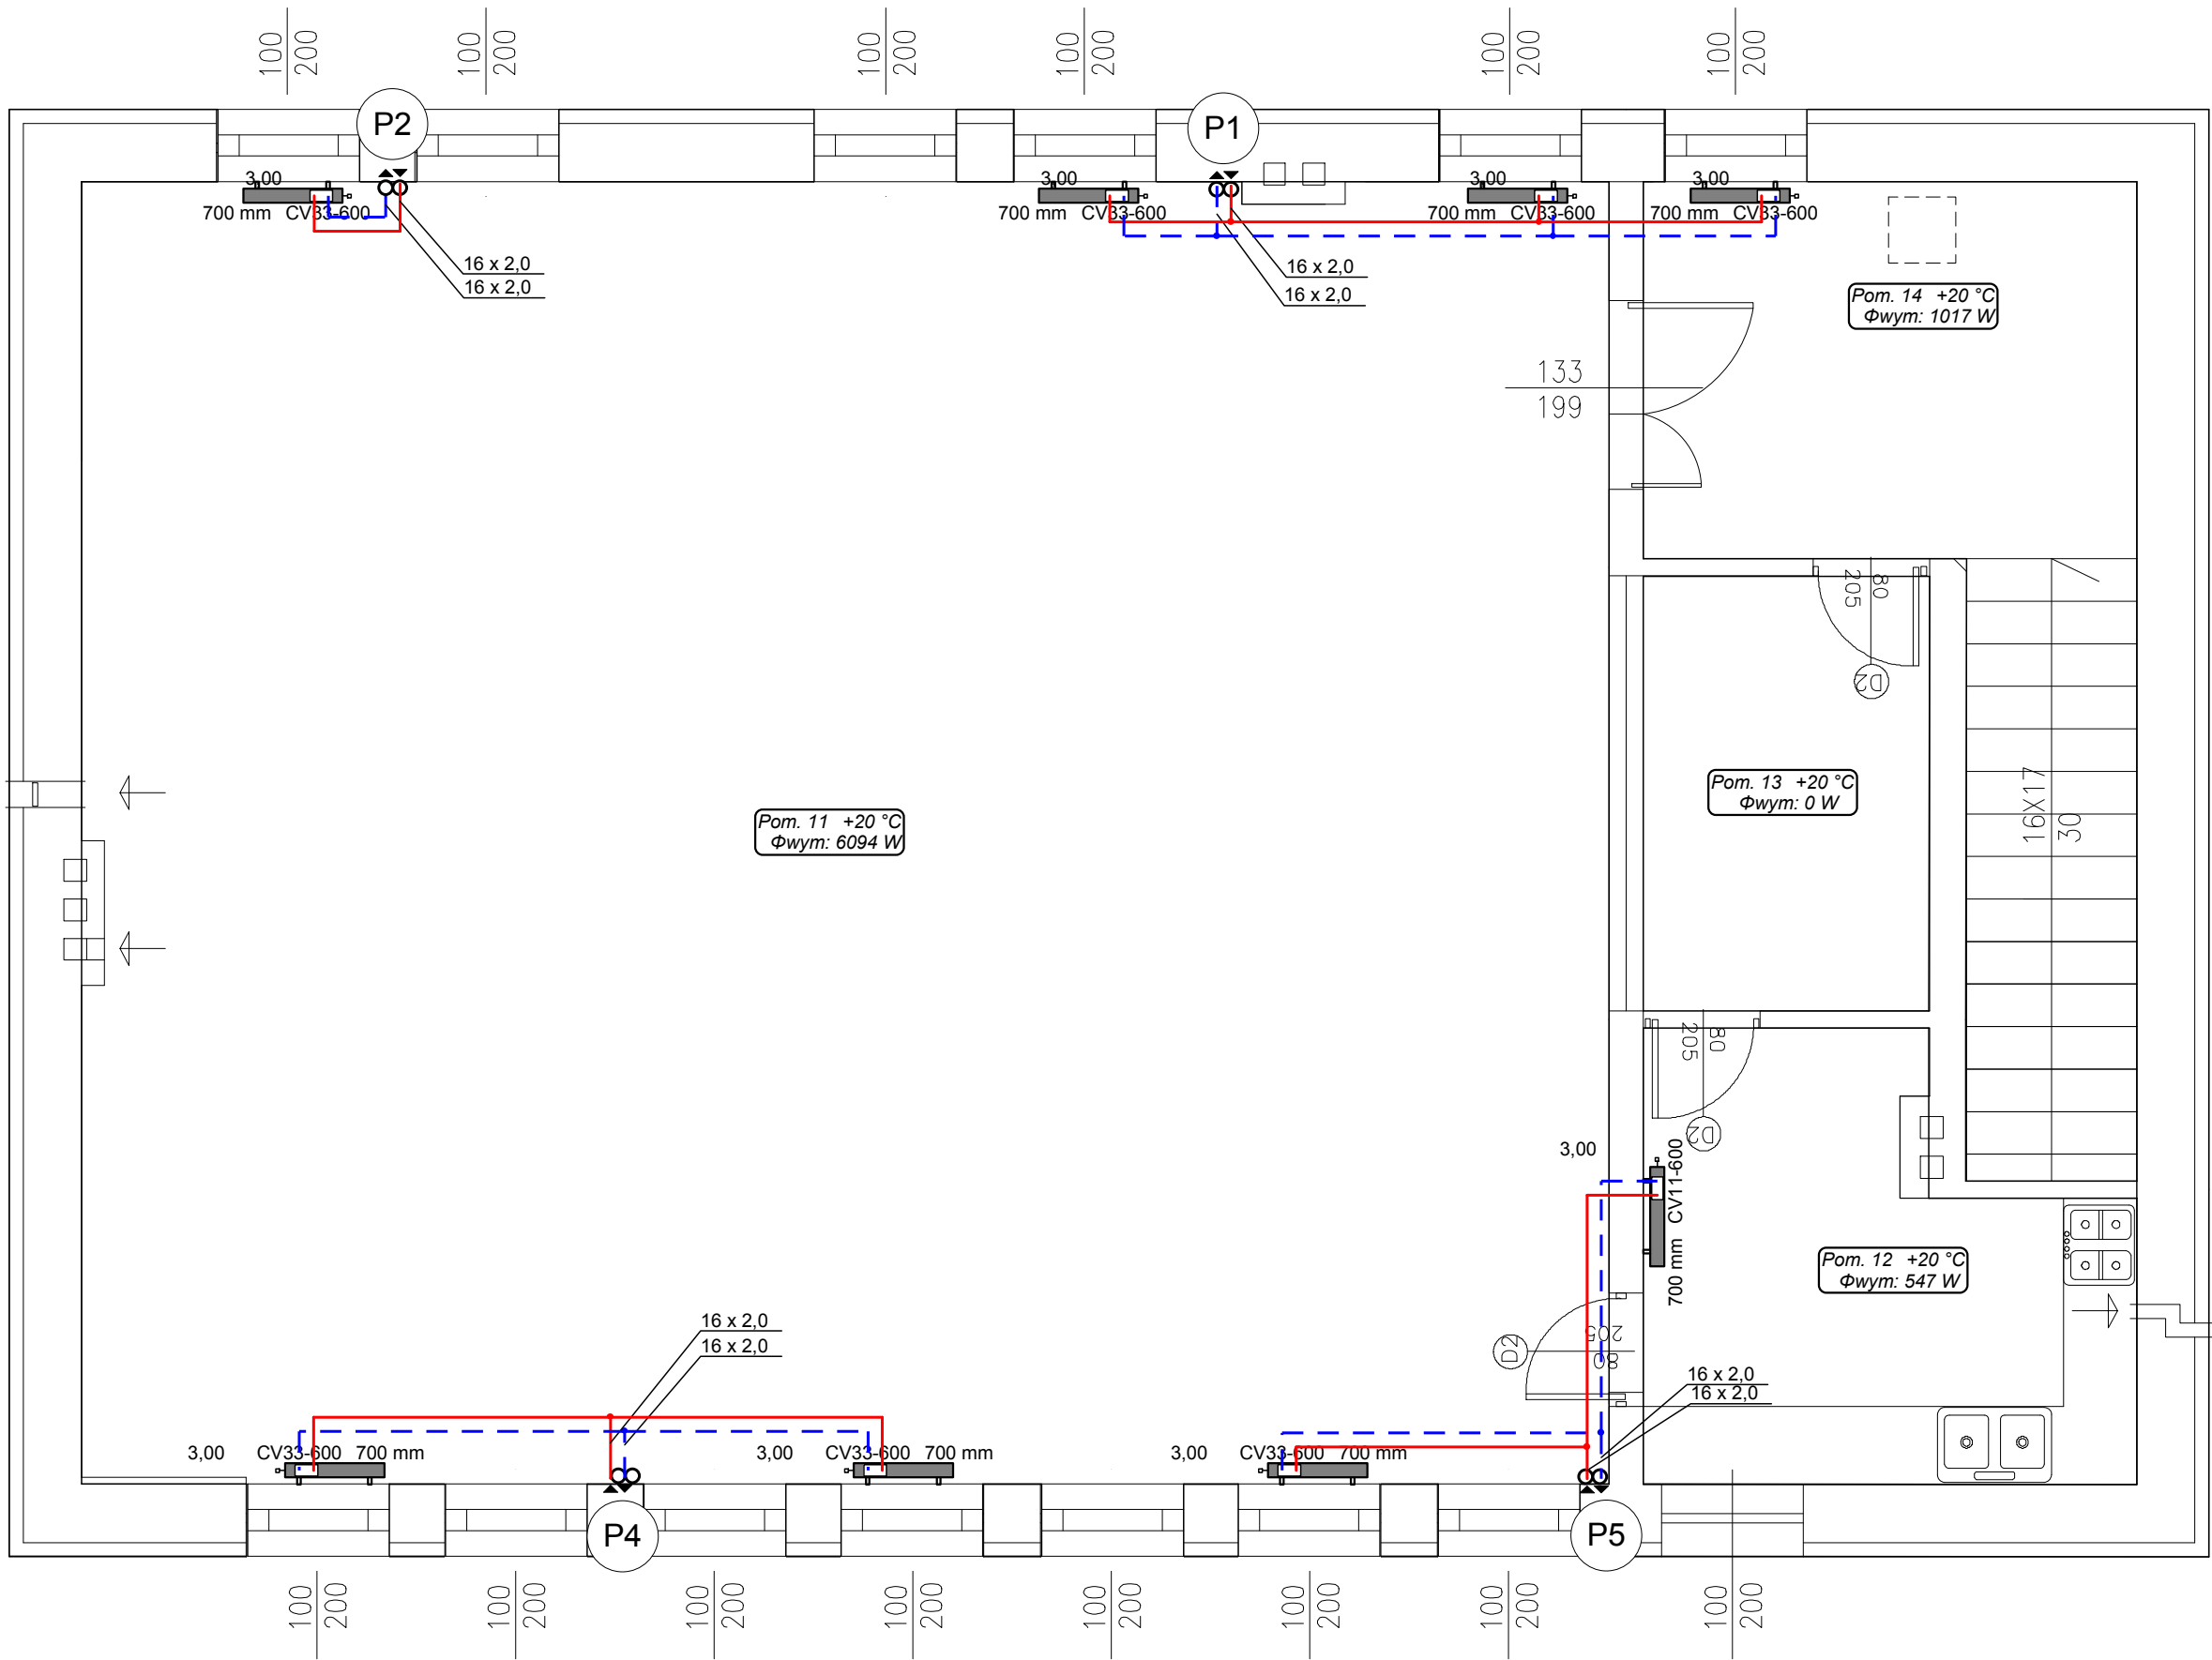 100
200
100
200
100
200
100
200
100
200
100
200
P2
P1
3,00
700 mm CV33-600
3,00
700 mm CV33-600
3,00
700 mm CV33-600
3,00
700 mm CV33-600
16 x 2,0
16 x 2,0
16 x 2,0
16 x 2,0
Pom. 14 +20 °C
Φwym: 1017 W
133
199
80
205
D2
Pom. 13 +20 °C
Φwym: 0 W
16X17
30
Pom. 11 +20 °C
Φwym: 6094 W
80
205
D2
3,00
700 mm CV11-600
Pom. 12 +20 °C
Φwym: 547 W
205
80
D2
16 x 2,0
16 x 2,0
16 x 2,0
16 x 2,0
3,00 CV33-600 700 mm
3,00 CV33-600 700 mm
3,00 CV33-600 700 mm
P4
P5
100
200
100
200
100
200
100
200
100
200
100
200
100
200
100
200